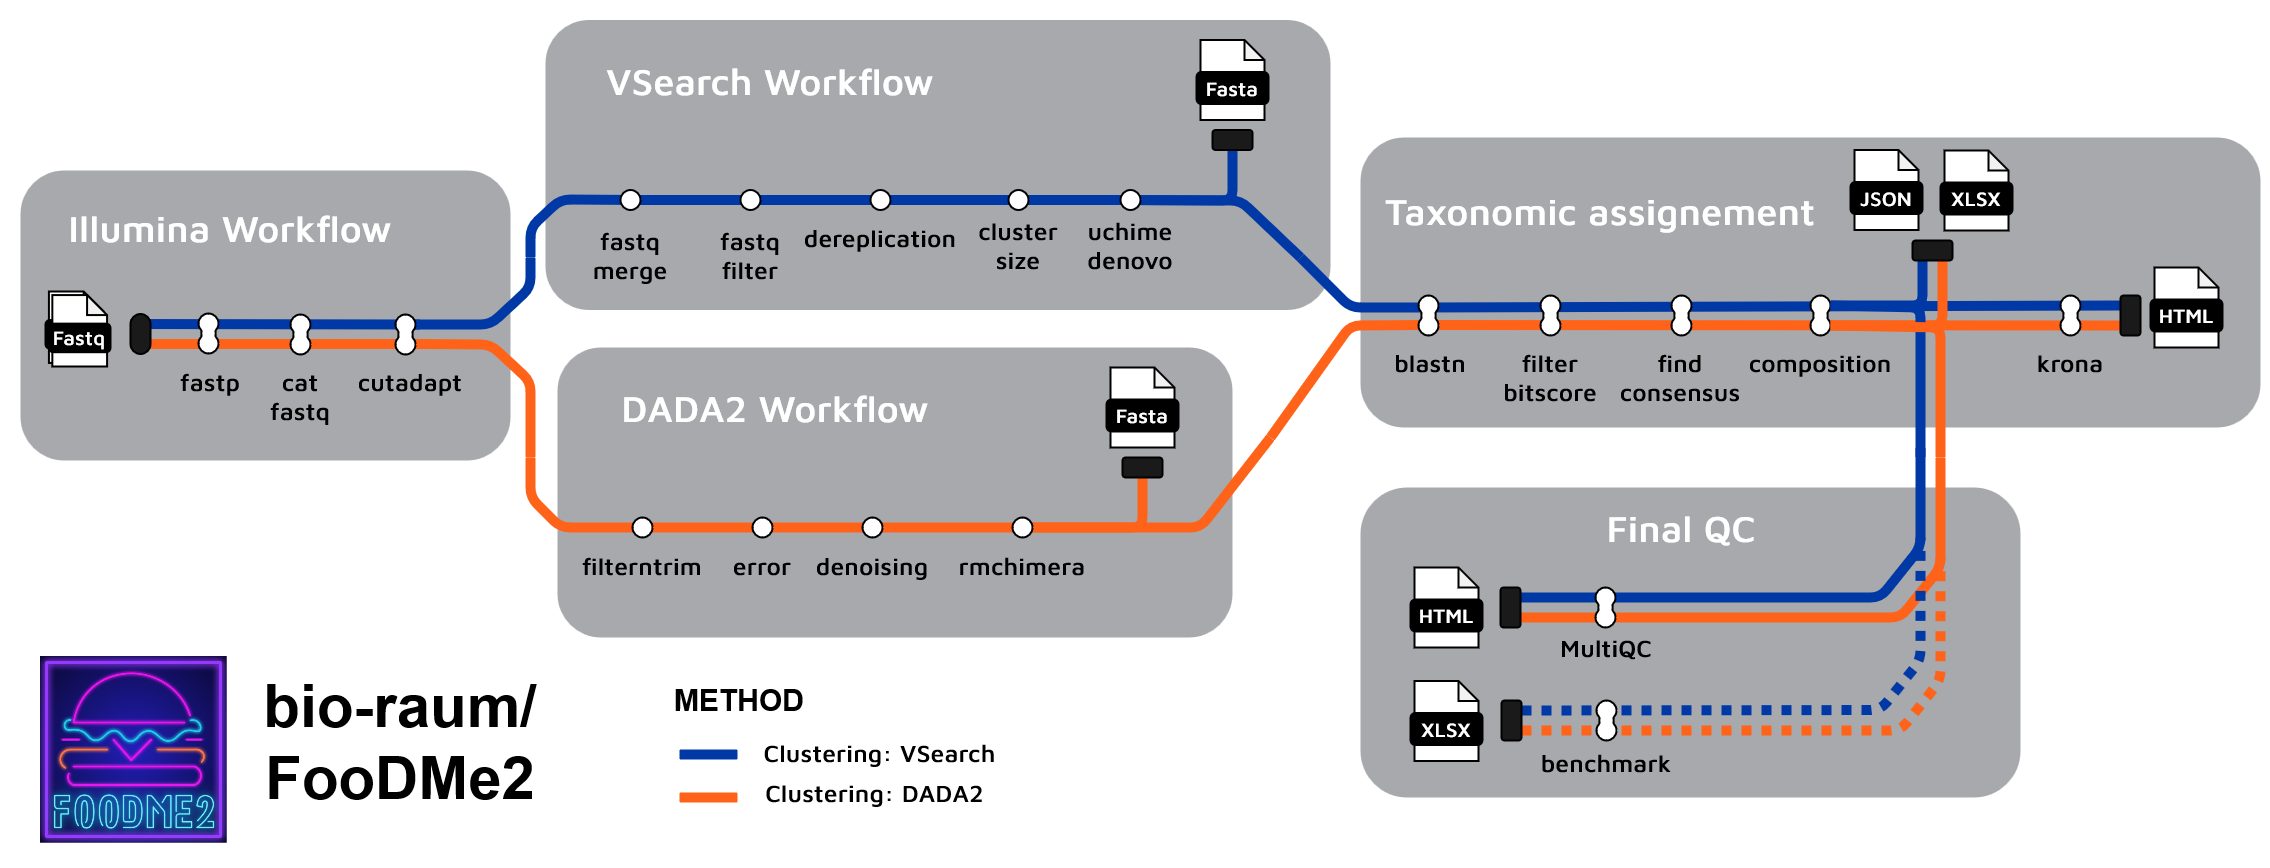 VSearch Workflow
Fasta
fastq
merge
fastq
filter
dereplication
cluster
size
uchime
denovo
Illumina Workflow
Fastq
fastp
cat
fastq
cutadapt
DADA2 Workflow
Fasta
filterntrim
error
denoising
rmchimera
Taxonomic assignement
JSON
XLSX
HTML
blastn
filter
bitscore
find
consensus
composition
krona
Final QC
HTML
MultiQC
XLSX
benchmark
FOODME2
bio-raum/
FooDMe2
METHOD
Clustering: VSearch
Clustering: DADA2